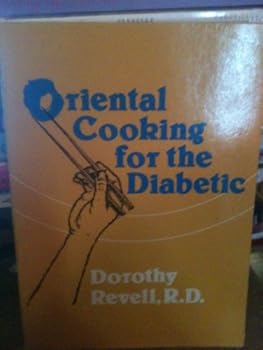 Oriental
Cooking
for the
Diabetic
Dorothy
Revell, R.D.